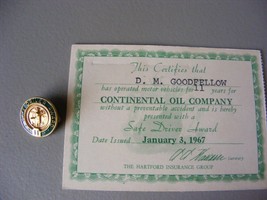 This Certifies that
D. M. GOODFELLOW
has operated motor vehicles for 11 years for
CONTINENTAL OIL COMPANY
without a preventable accident and is hereby
presented with a
Safe Driver Award
Date Issued January 3, 1967
THE HARTFORD INSURANCE GROUP